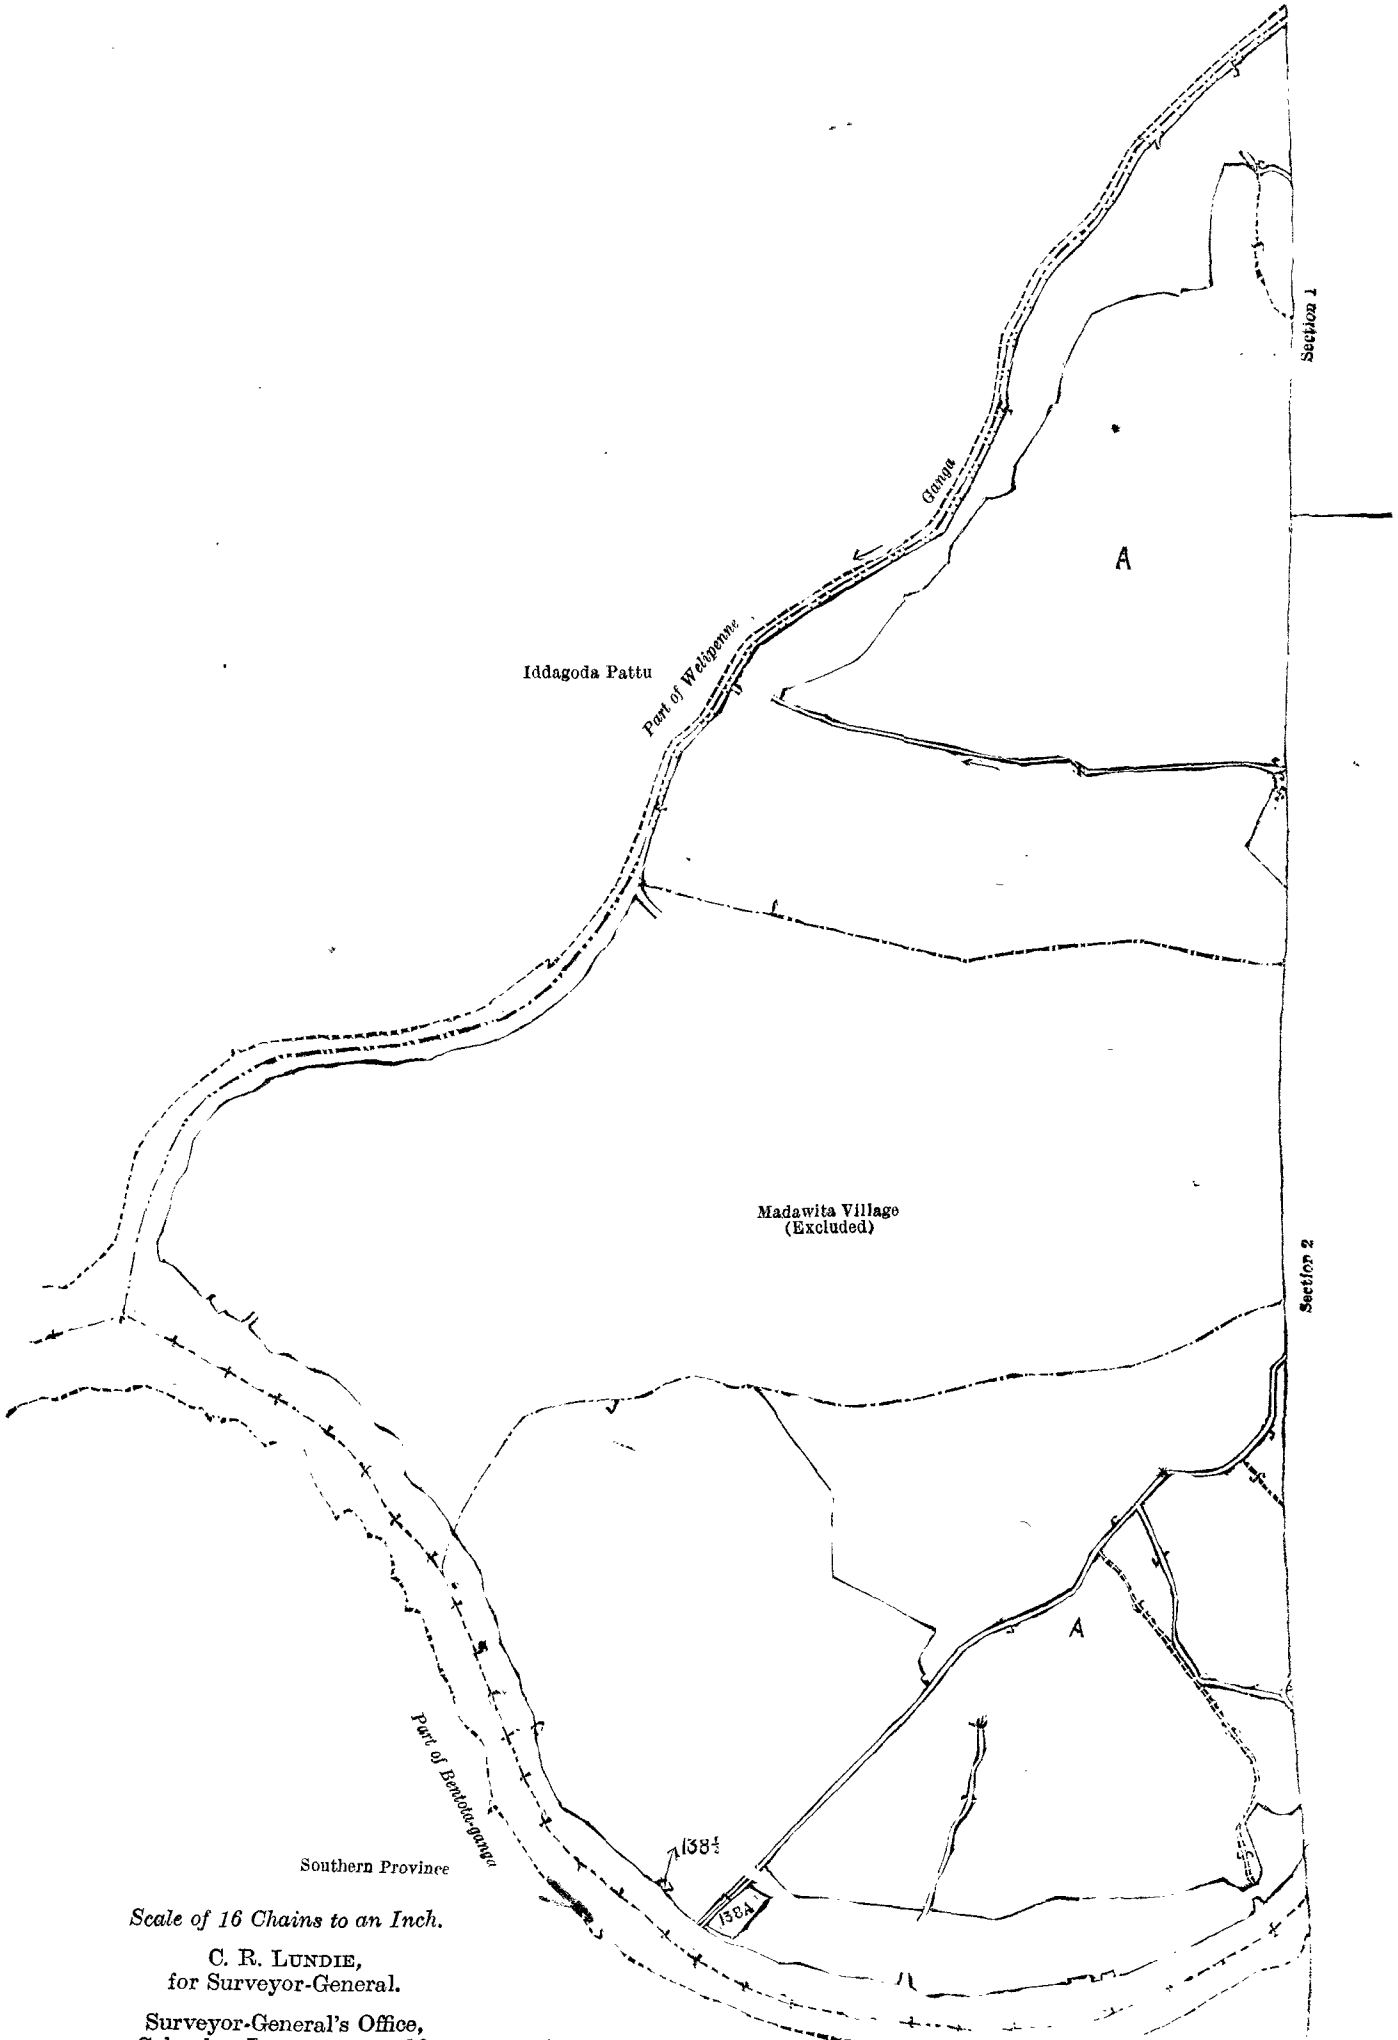 Section 1
Ganga
A
Part of Welipenne
Iddagoda Pattu
Madawita Village
(Excluded)
Section 2
A
Part of Bentota-ganga
138½
138A
Southern Province
Scale of 16 Chains to an Inch.
C. R. LUNDIE,
for Surveyor-General.
Surveyor-General's Office,